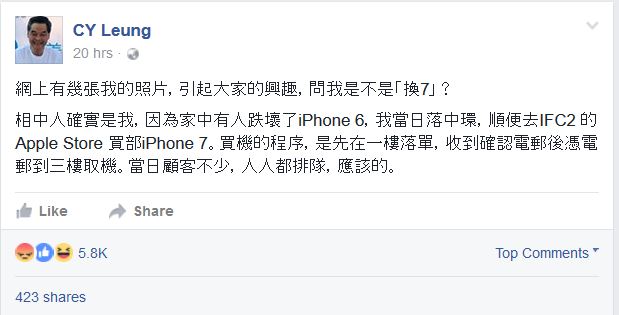 CY Leung
20 hrs ·
網上有幾張我的照片，引起大家的興趣，問我是不是「換7」？
相中人確實是我，因為家中有人跌壞了iPhone 6，我當日落中環，順便去IFC2 的
Apple Store 買部iPhone 7。買機的程序，是先在一樓落單，收到確認電郵後憑電
郵到三樓取機。當日顧客不少，人人都排隊，應該的。
Like Share
5.8K Top Comments
423 shares